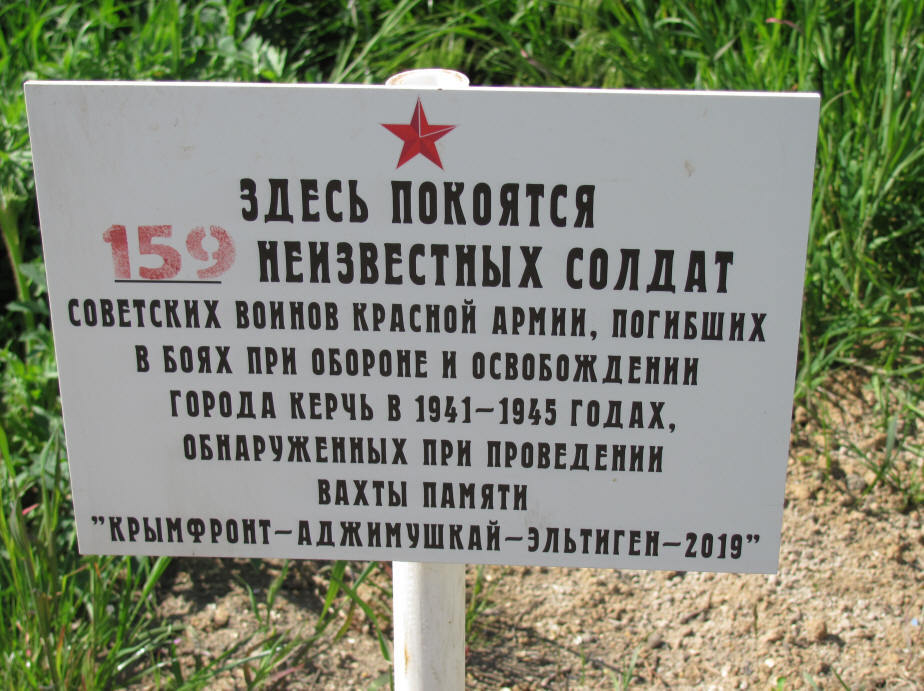 ЗДЕСЬ ПОКОЯТСЯ
159 НЕИЗВЕСТНЫХ СОЛДАТ
СОВЕТСКИХ ВОИНОВ КРАСНОЙ АРМИИ, ПОГИБШИХ
В БОЯХ ПРИ ОБОРОНЕ И ОСВОБОЖДЕНИИ
ГОРОДА КЕРЧЬ В 1941-1945 ГОДАХ,
ОБНАРУЖЕННЫХ ПРИ ПРОВЕДЕНИИ
ВАХТЫ ПАМЯТИ
"КРЫМФРОНТ-АДЖИМУШКАЙ-ЭЛЬТИГЕН-2019"